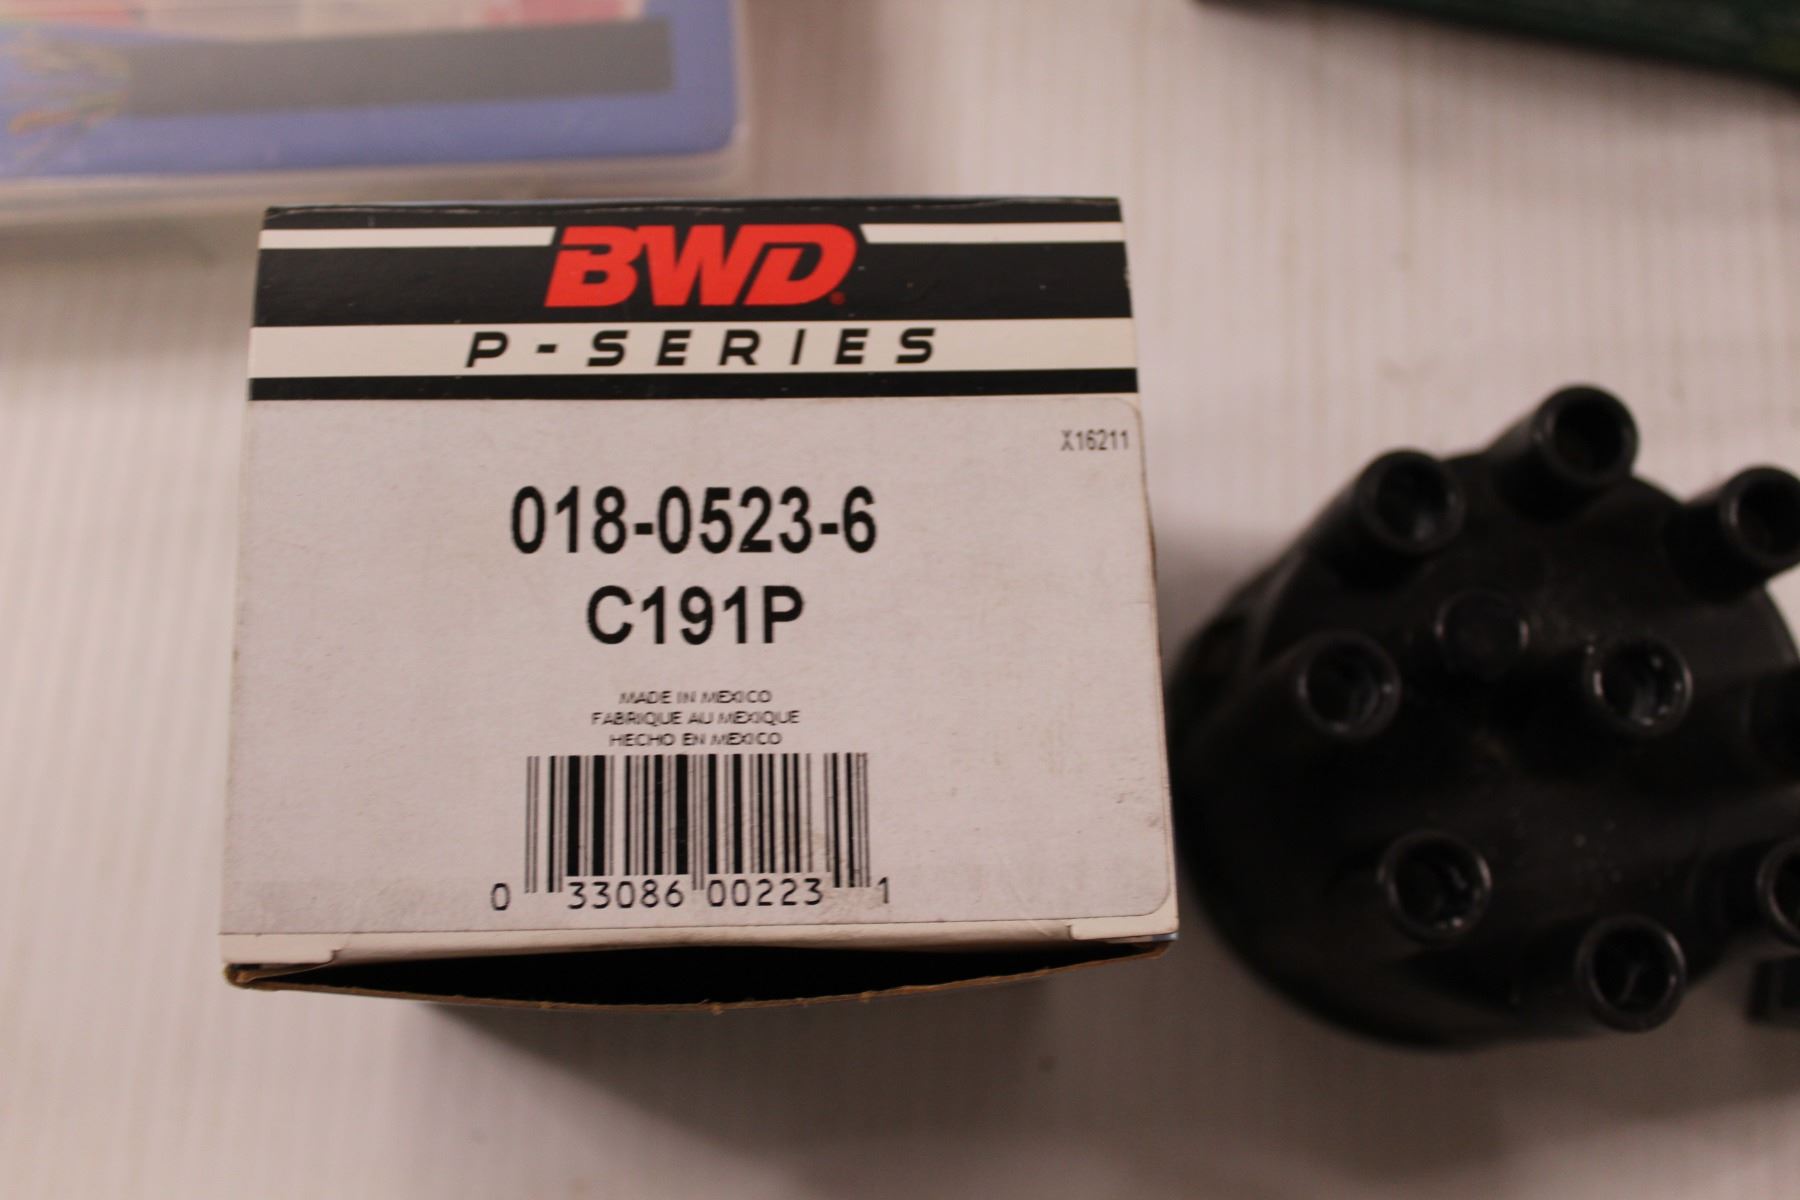 BWD
P-SERIES
X16211
018-0523-6
C191P
MADE IN MEXICO
FABRIQUE AU MEXIQUE
HECHO EN MEXICO
0 33086 00223 1